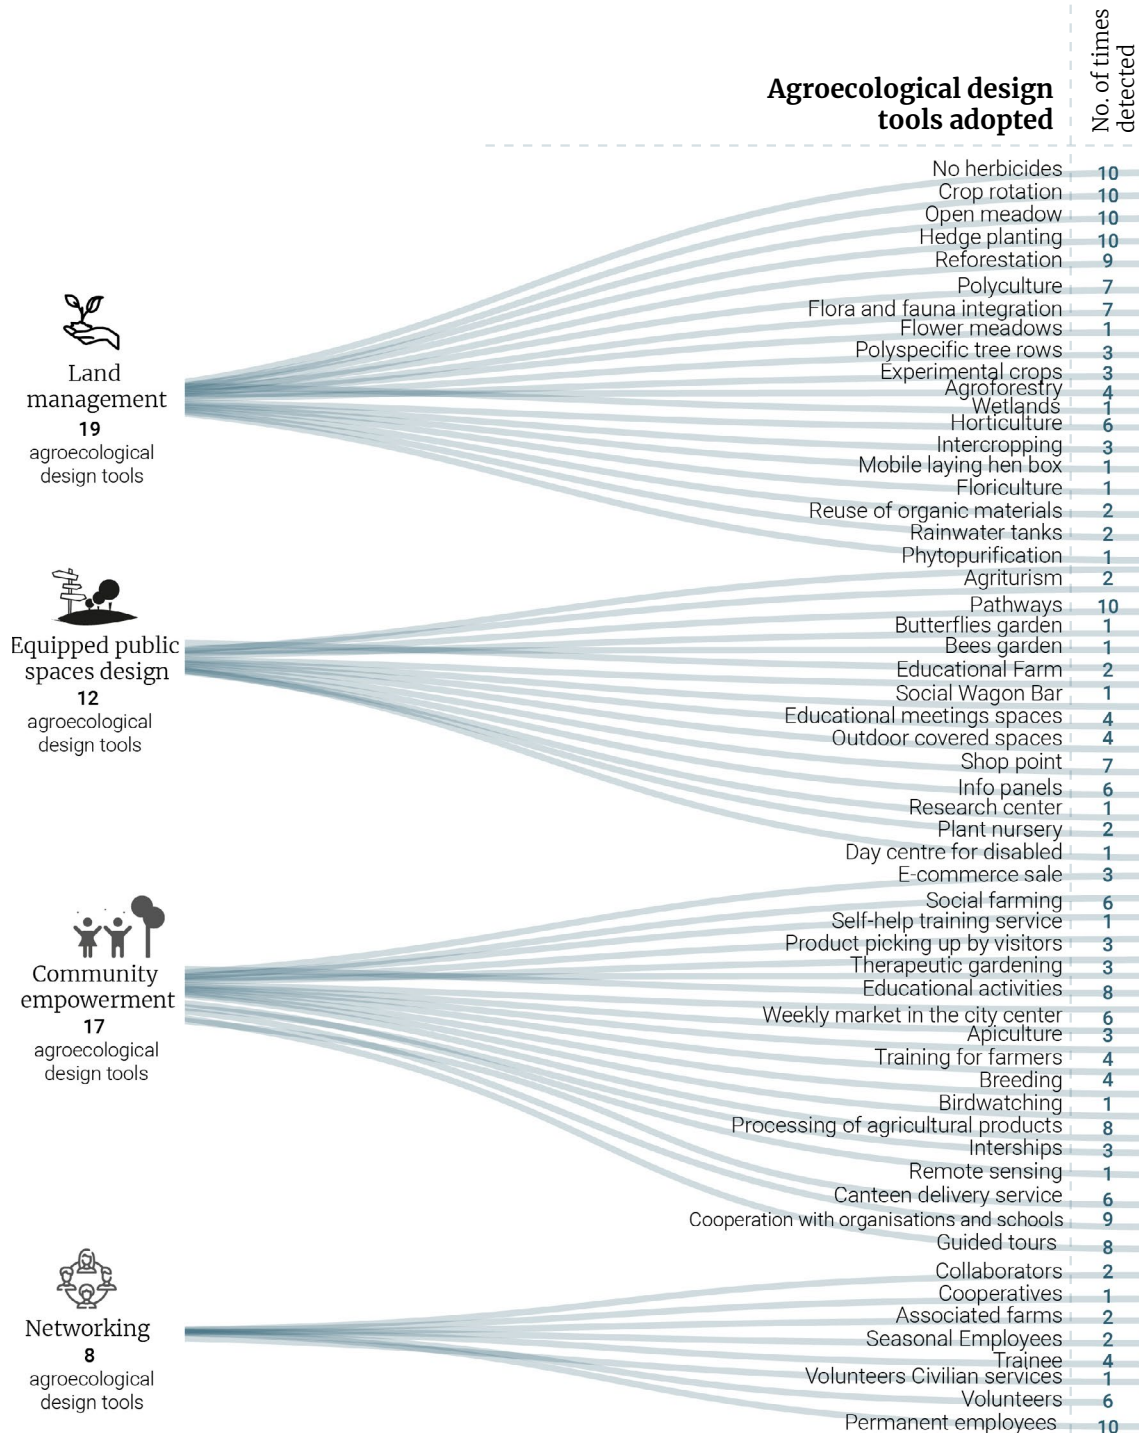 Agroecological design
tools adopted
No. of times
detected
No herbicides 10
Crop rotation 10
Open meadow 10
Hedge planting 10
Reforestation 9
Polyculture 7
Flora and fauna integration 7
Flower meadows 1
Polyspecific tree rows 3
Experimental crops 3
Agroforestry 4
Wetlands 1
Horticulture 6
Intercropping 3
Mobile laying hen box 1
Floriculture 1
Reuse of organic materials 2
Rainwater tanks 2
Phytopurification 1
Land
management
19
agroecological
design tools
Agriturism 2
Pathways 10
Butterflies garden 1
Bees garden 1
Educational Farm 2
Social Wagon Bar 1
Educational meetings spaces 4
Outdoor covered spaces 4
Shop point 7
Info panels 6
Research center 1
Plant nursery 2
Day centre for disabled 1
Equipped public
spaces design
12
agroecological
design tools
E-commerce sale 3
Social farming 6
Self-help training service 1
Product picking up by visitors 3
Therapeutic gardening 3
Educational activities 8
Weekly market in the city center 6
Apiculture 3
Training for farmers 4
Breeding 4
Birdwatching 1
Processing of agricultural products 8
Interships 3
Remote sensing 1
Canteen delivery service 6
Cooperation with organisations and schools 9
Guided tours 8
Community
empowerment
17
agroecological
design tools
Collaborators 2
Cooperatives 1
Associated farms 2
Seasonal Employees 2
Trainee 4
Volunteers Civilian services 1
Volunteers 6
Permanent employees 10
Networking
8
agroecological
design tools